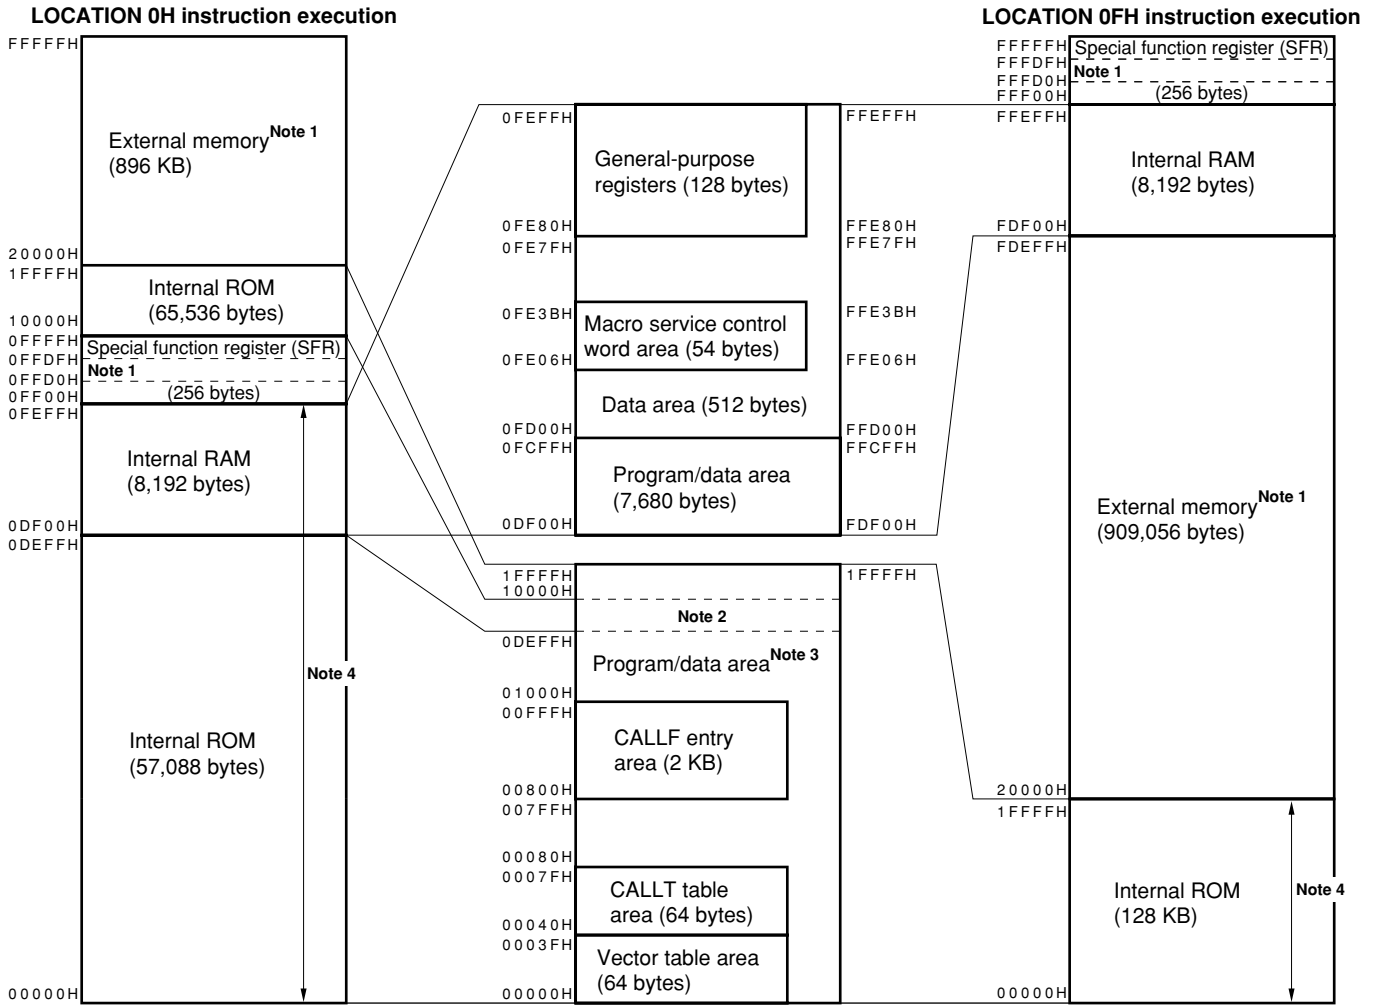 LOCATION 0H instruction execution
FFFFFH
External memory Note 1
(896 KB)
20000H
1FFFFH
Internal ROM
(65,536 bytes)
10000H
0FFFFH
Special function register (SFR)
0FFDFH
Note 1
0FFD0H
0FF00H
(256 bytes)
0FEFFH
Internal RAM
(8,192 bytes)
0DF00H
0DEFFH
Note 4
Internal ROM
(57,088 bytes)
00000H
0FEFFH
FFEFFH
General-purpose
registers (128 bytes)
0FE80H
FFE80H
0FE7FH
FFE7FH
0FE3BH
FFE3BH
Macro service control
word area (54 bytes)
0FE06H
FFE06H
Data area (512 bytes)
0FD00H
FFD00H
0FCFFH
FFCFFH
Program/data area
(7,680 bytes)
0DF00H
FDF00H
1FFFFH
1FFFFH
10000H
Note 2
0DEFFH
Program/data area Note 3
01000H
00FFFH
CALLF entry
area (2 KB)
00800H
007FFH
00080H
0007FH
CALLT table
area (64 bytes)
00040H
0003FH
Vector table area
(64 bytes)
00000H
LOCATION 0FH instruction execution
FFFFFH
Special function register (SFR)
FFFDFH
Note 1
FFFD0H
FFF00H
(256 bytes)
FFEFFH
Internal RAM
(8,192 bytes)
FDF00H
FDEFFH
External memory Note 1
(909,056 bytes)
20000H
1FFFFH
Internal ROM
(128 KB)
Note 4
00000H